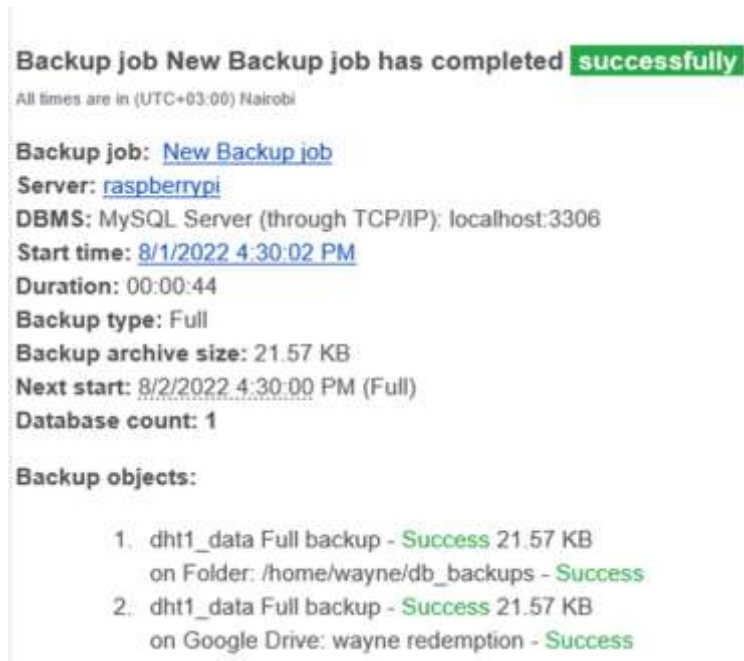 Backup job New Backup job has completed successfully
All times are in (UTC+03:00) Nairobi
Backup job: New Backup job
Server: raspberrypi
DBMS: MySQL Server (through TCP/IP): localhost:3306
Start time: 8/1/2022 4:30:02 PM
Duration: 00:00:44
Backup type: Full
Backup archive size: 21.57 KB
Next start: 8/2/2022 4:30:00 PM (Full)
Database count: 1
Backup objects:
1. dht1_data Full backup - Success 21.57 KB
on Folder: /home/wayne/db_backups - Success
2. dht1_data Full backup - Success 21.57 KB
on Google Drive: wayne redemption - Success